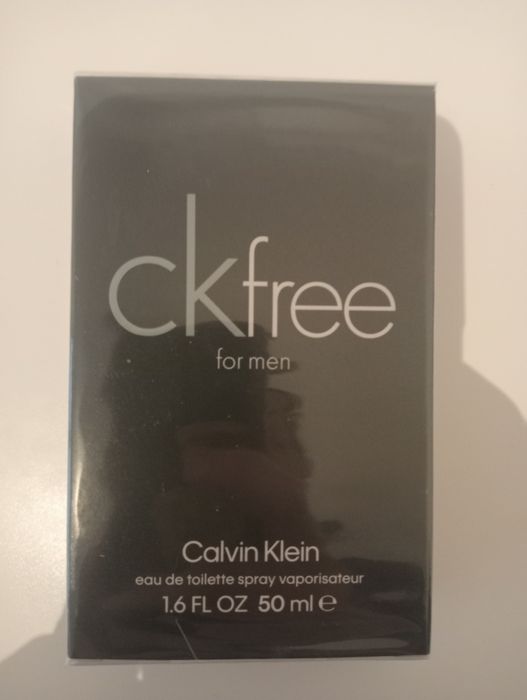 ckfree
for men
Calvin Klein
eau de toilette spray vaporisateur
1.6 FL OZ 50 ml ℮